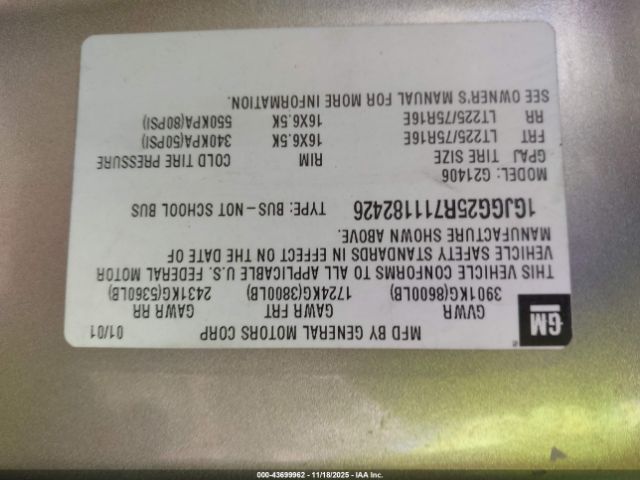 GM
MFD BY GENERAL MOTORS CORP 01/01
GVWR GAWR FRT GAWR RR
3901KG(8600LB) 1724KG(3800LB) 2431KG(5360LB)
THIS VEHICLE CONFORMS TO ALL APPLICABLE U.S. FEDERAL MOTOR
VEHICLE SAFETY STANDARDS IN EFFECT ON THE DATE OF
MANUFACTURE SHOWN ABOVE.
1GJGG25R711182426 TYPE: BUS-NOT SCHOOL BUS
MODEL: G21406
GPAJ TIRE SIZE RIM COLD TIRE PRESSURE
FRT LT225/75R16E 16X6.5K 340KPA(50PSI)
RR LT225/75R16E 16X6.5K 550KPA(80PSI)
SEE OWNER'S MANUAL FOR MORE INFORMATION.
000-43699962 - 11/18/2025 - IAA Inc.